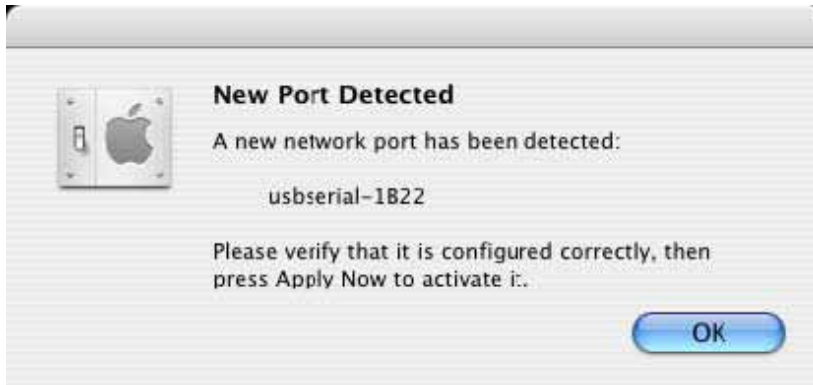 New Port Detected
A new network port has been detected:
usbserial-1B22
Please verify that it is configured correctly, then
press Apply Now to activate it.
OK